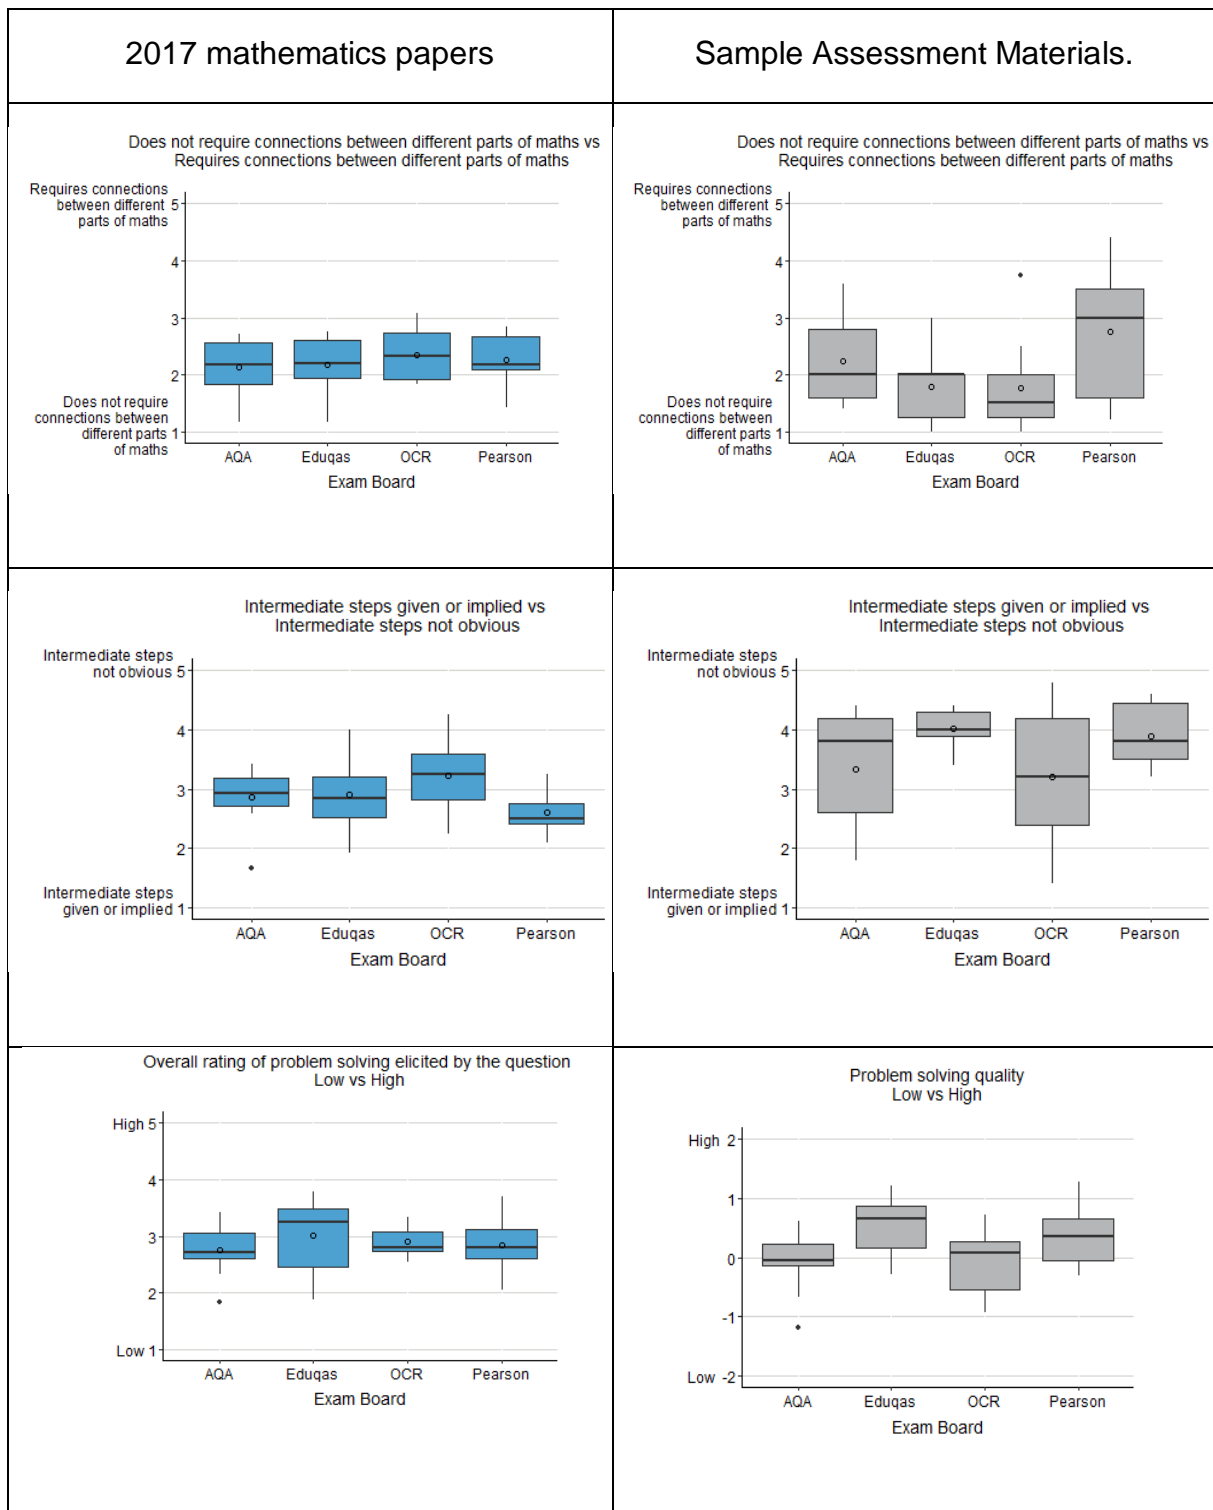 2017 mathematics papers
Sample Assessment Materials.
Does not require connections between different parts of maths vs
Requires connections between different parts of maths
Requires connections
between different 5
parts of maths
4
3
2
Does not require
connections between
different parts 1
of maths
AQA Eduqas OCR Pearson
Exam Board
Does not require connections between different parts of maths vs
Requires connections between different parts of maths
Requires connections
between different 5
parts of maths
4
3
2
Does not require
connections between
different parts 1
of maths
AQA Eduqas OCR Pearson
Exam Board
Intermediate steps given or implied vs
Intermediate steps not obvious
Intermediate steps
not obvious 5
4
3
2
Intermediate steps
given or implied 1
AQA Eduqas OCR Pearson
Exam Board
Intermediate steps given or implied vs
Intermediate steps not obvious
Intermediate steps
not obvious 5
4
3
2
Intermediate steps
given or implied 1
AQA Eduqas OCR Pearson
Exam Board
Overall rating of problem solving elicited by the question
Low vs High
High 5
4
3
2
Low 1
AQA Eduqas OCR Pearson
Exam Board
Problem solving quality
Low vs High
High 2
1
0
-1
Low -2
AQA Eduqas OCR Pearson
Exam Board